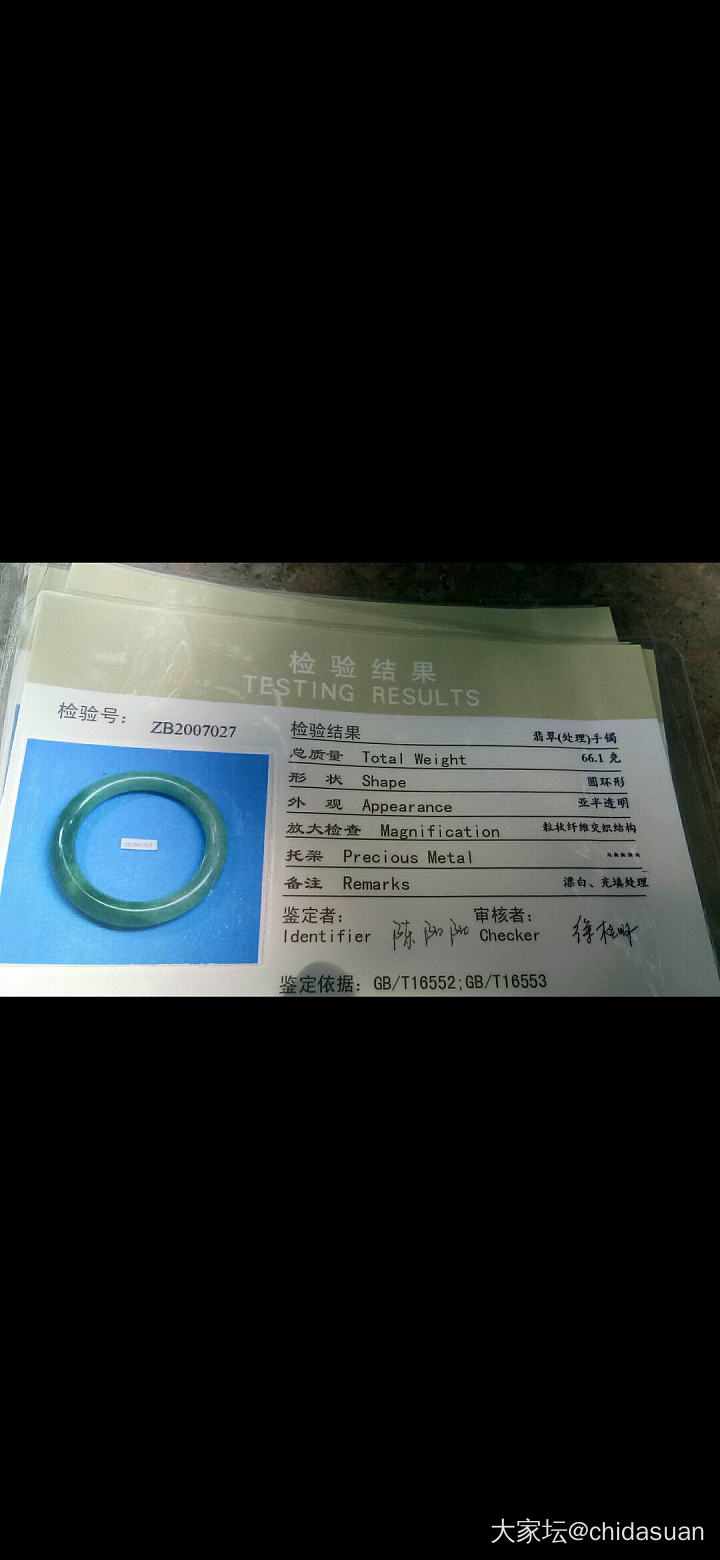 检验结果
TESTING RESULTS
检验号： ZB2007027
检验结果 翡翠(处理)手镯
总质量 Total Weight 66.1 克
形 状 Shape 圆环形
外 观 Appearance 亚半透明
放大检查 Magnification 粒状纤维交织结构
托架 Precious Metal
备注 Remarks 漂白、充填处理
鉴定者： 审核者：
Identifier Checker
鉴定依据：GB/T16552;GB/T16553
大家坛@chidasuan